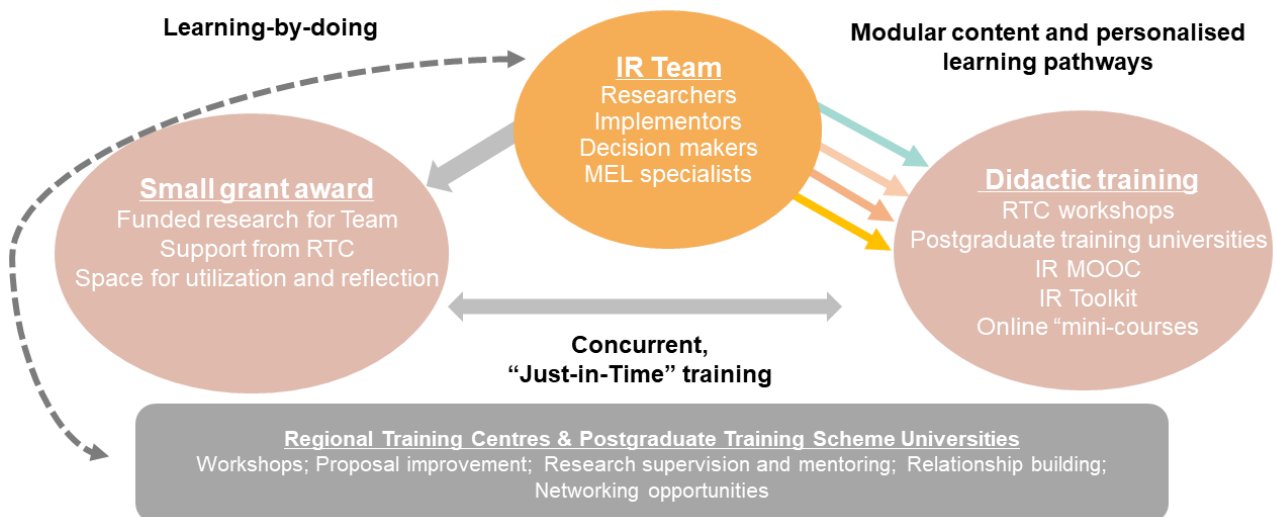 Learning-by-doing
IR Team
Researchers
Implementors
Decision makers
MEL specialists
Modular content and personalised
learning pathways
Small grant award
Funded research for Team
Support from RTC
Space for utilization and reflection
Didactic training
RTC workshops
Postgraduate training universities
IR MOOC
IR Toolkit
Online “mini-courses
Concurrent,
“Just-in-Time” training
Regional Training Centres & Postgraduate Training Scheme Universities
Workshops; Proposal improvement; Research supervision and mentoring; Relationship building;
Networking opportunities